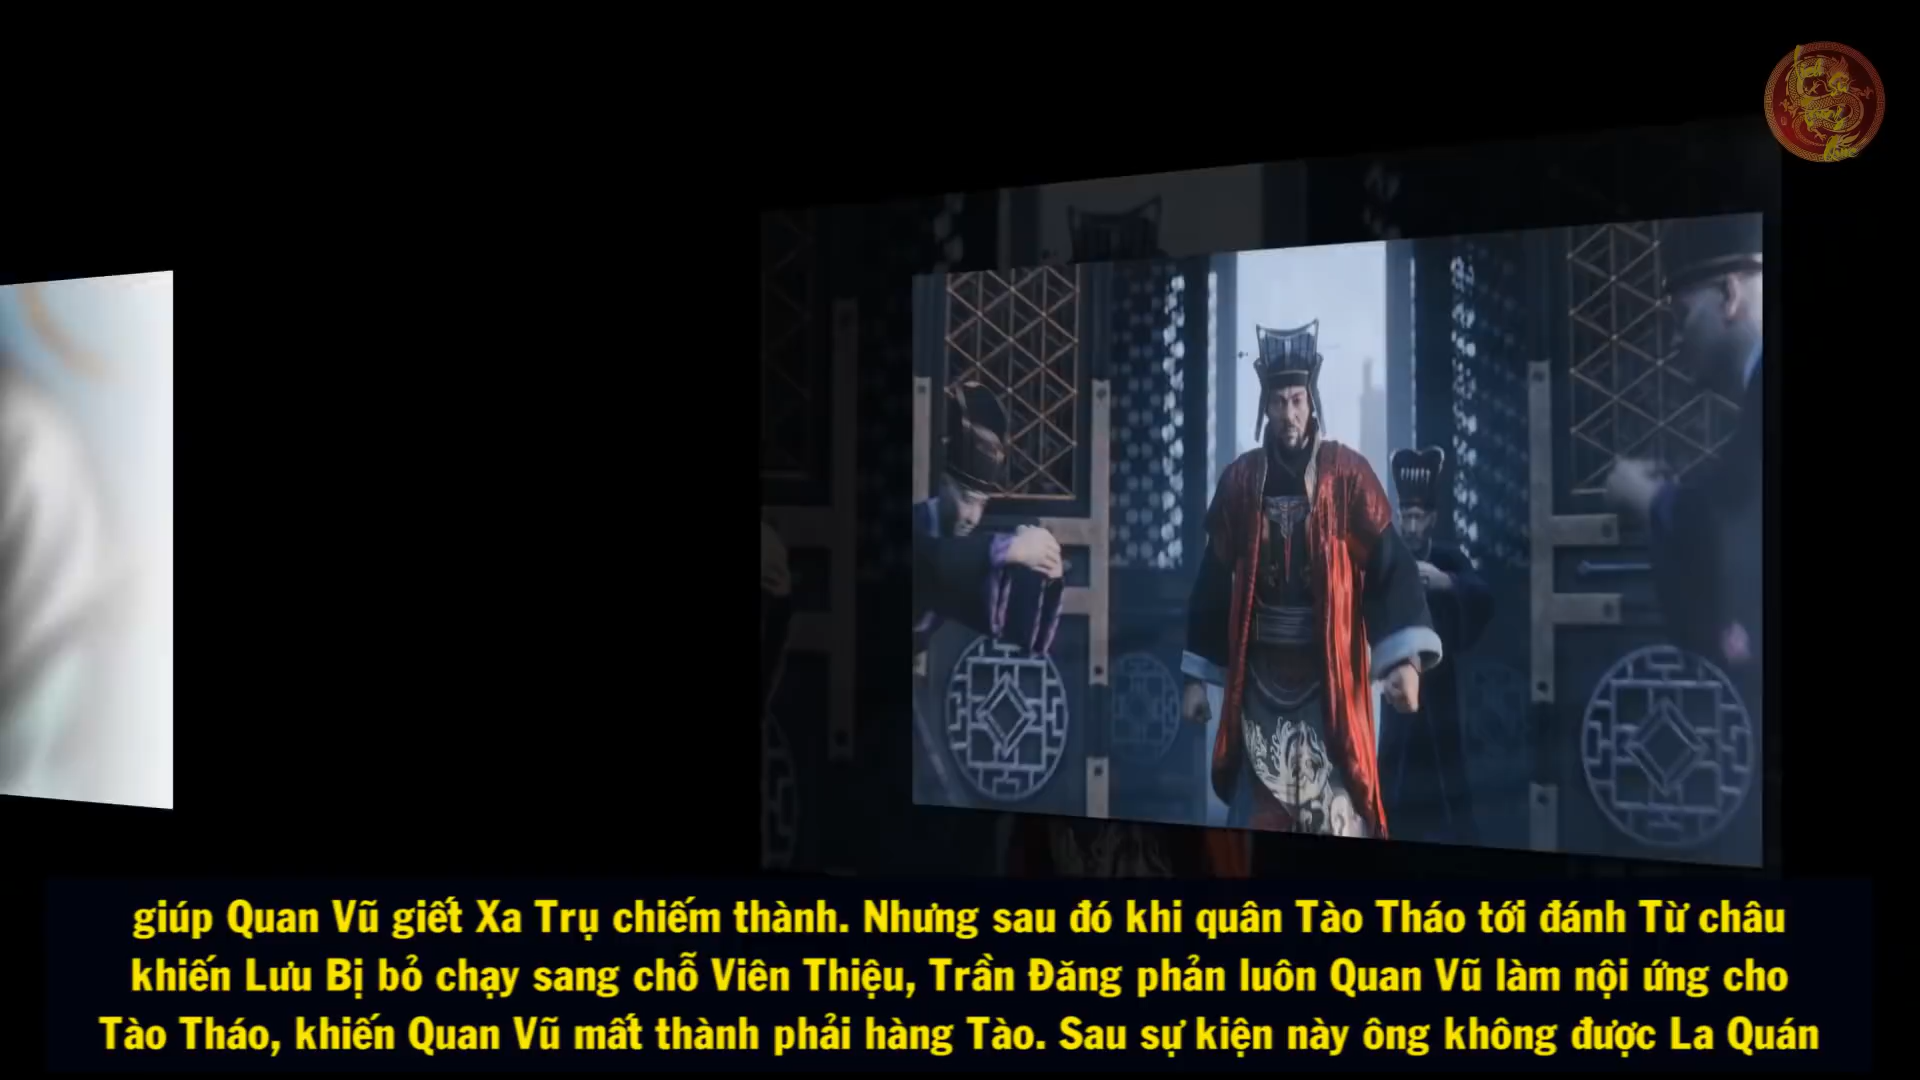 giúp Quan Vũ giết Xa Trụ chiếm thành. Nhưng sau đó khi quân Tào Tháo tới đánh Từ châu
khiến Lưu Bị bỏ chạy sang chỗ Viên Thiệu, Trần Đăng phản luôn Quan Vũ làm nội ứng cho
Tào Tháo, khiến Quan Vũ mất thành phải hàng Tào. Sau sự kiện này ông không được La Quán